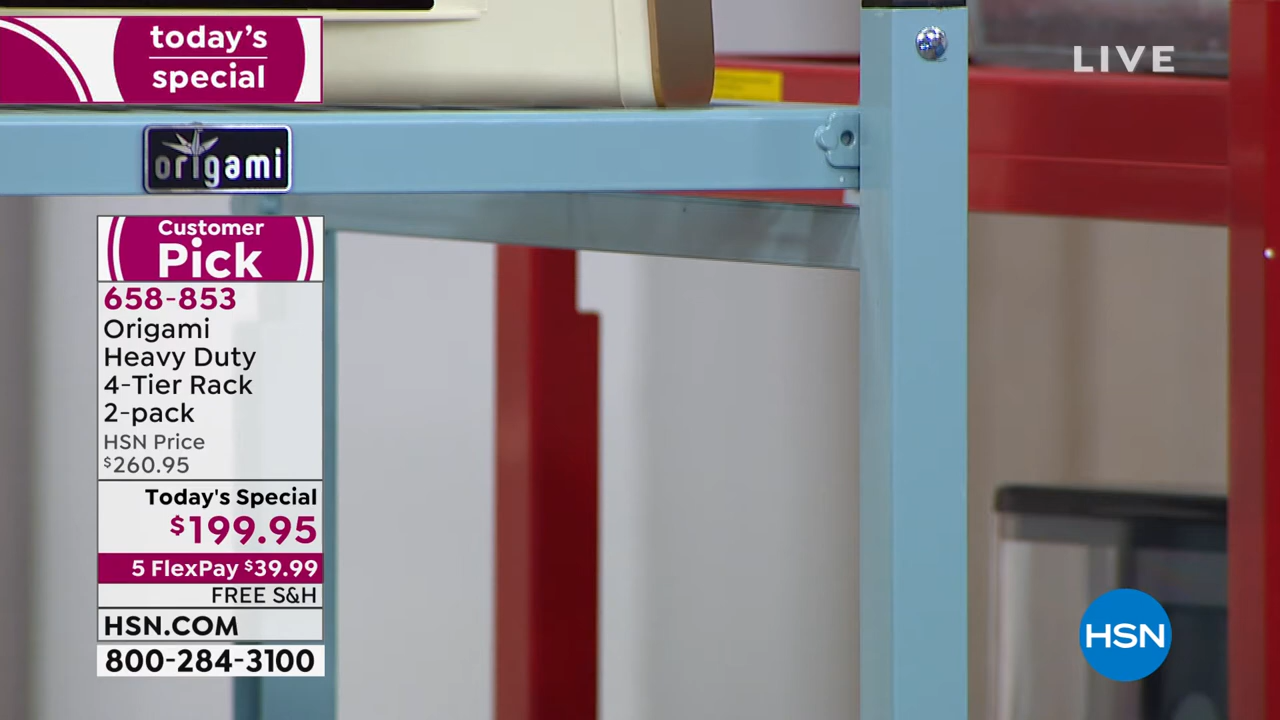 today's
special
LIVE
origami
Customer
Pick
658-853
Origami
Heavy Duty
4-Tier Rack
2-pack
HSN Price
$260.95
Today's Special
$199.95
5 FlexPay $39.99
FREE S&H
HSN.COM
800-284-3100
HSN